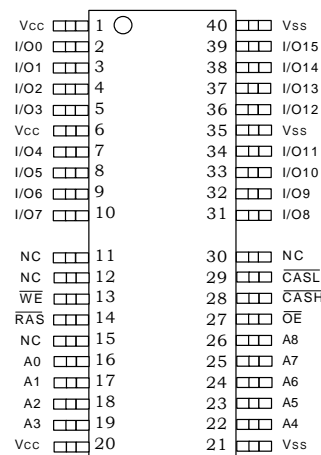 Vcc 1 40 Vss
I/O0 2 39 I/O15
I/O1 3 38 I/O14
I/O2 4 37 I/O13
I/O3 5 36 I/O12
Vcc 6 35 Vss
I/O4 7 34 I/O11
I/O5 8 33 I/O10
I/O6 9 32 I/O9
I/O7 10 31 I/O8
NC 11 30 NC
NC 12 29 CASL
WE 13 28 CASH
RAS 14 27 OE
NC 15 26 A8
A0 16 25 A7
A1 17 24 A6
A2 18 23 A5
A3 19 22 A4
Vcc 20 21 Vss